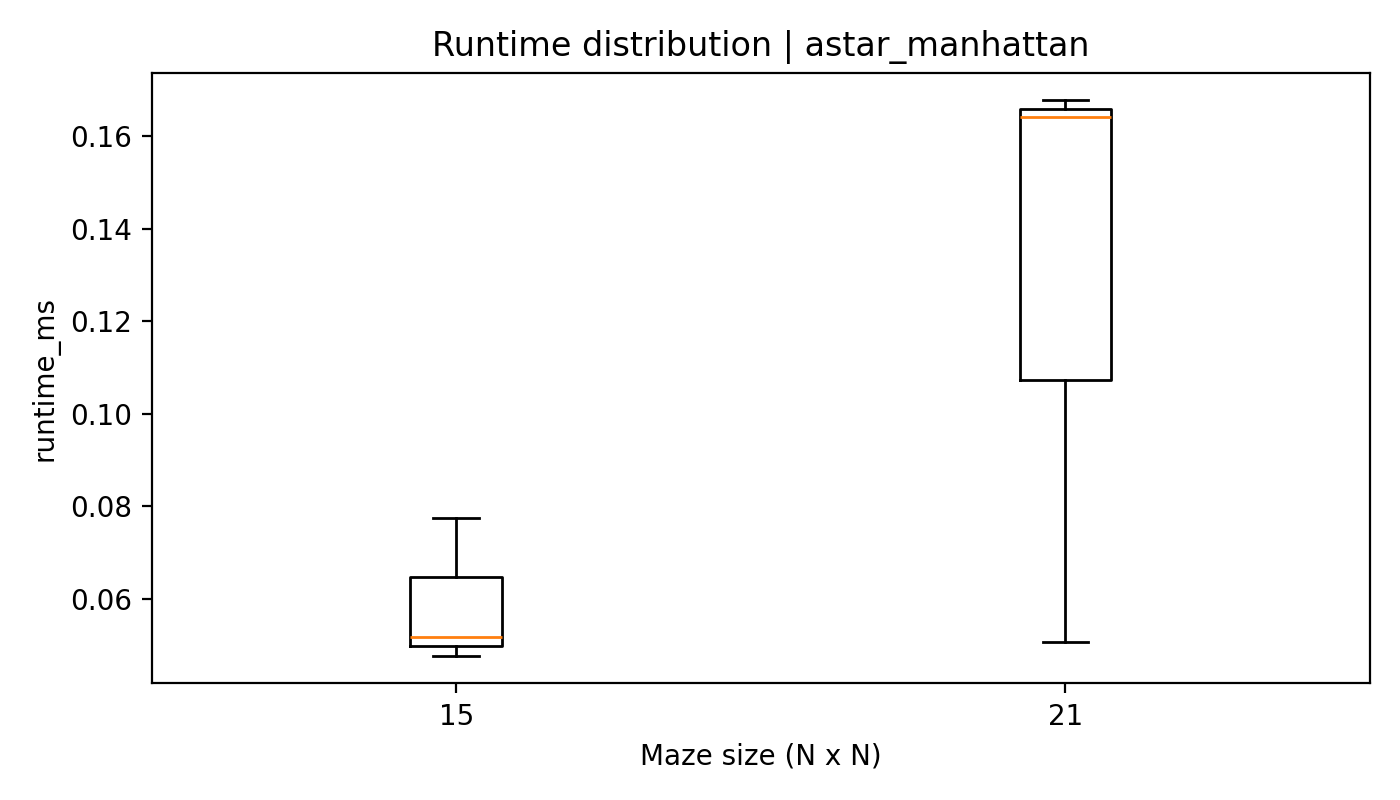 Runtime distribution | astar_manhattan
0.16
0.14
0.12
0.10
0.08
0.06
runtime_ms
15
21
Maze size (N x N)